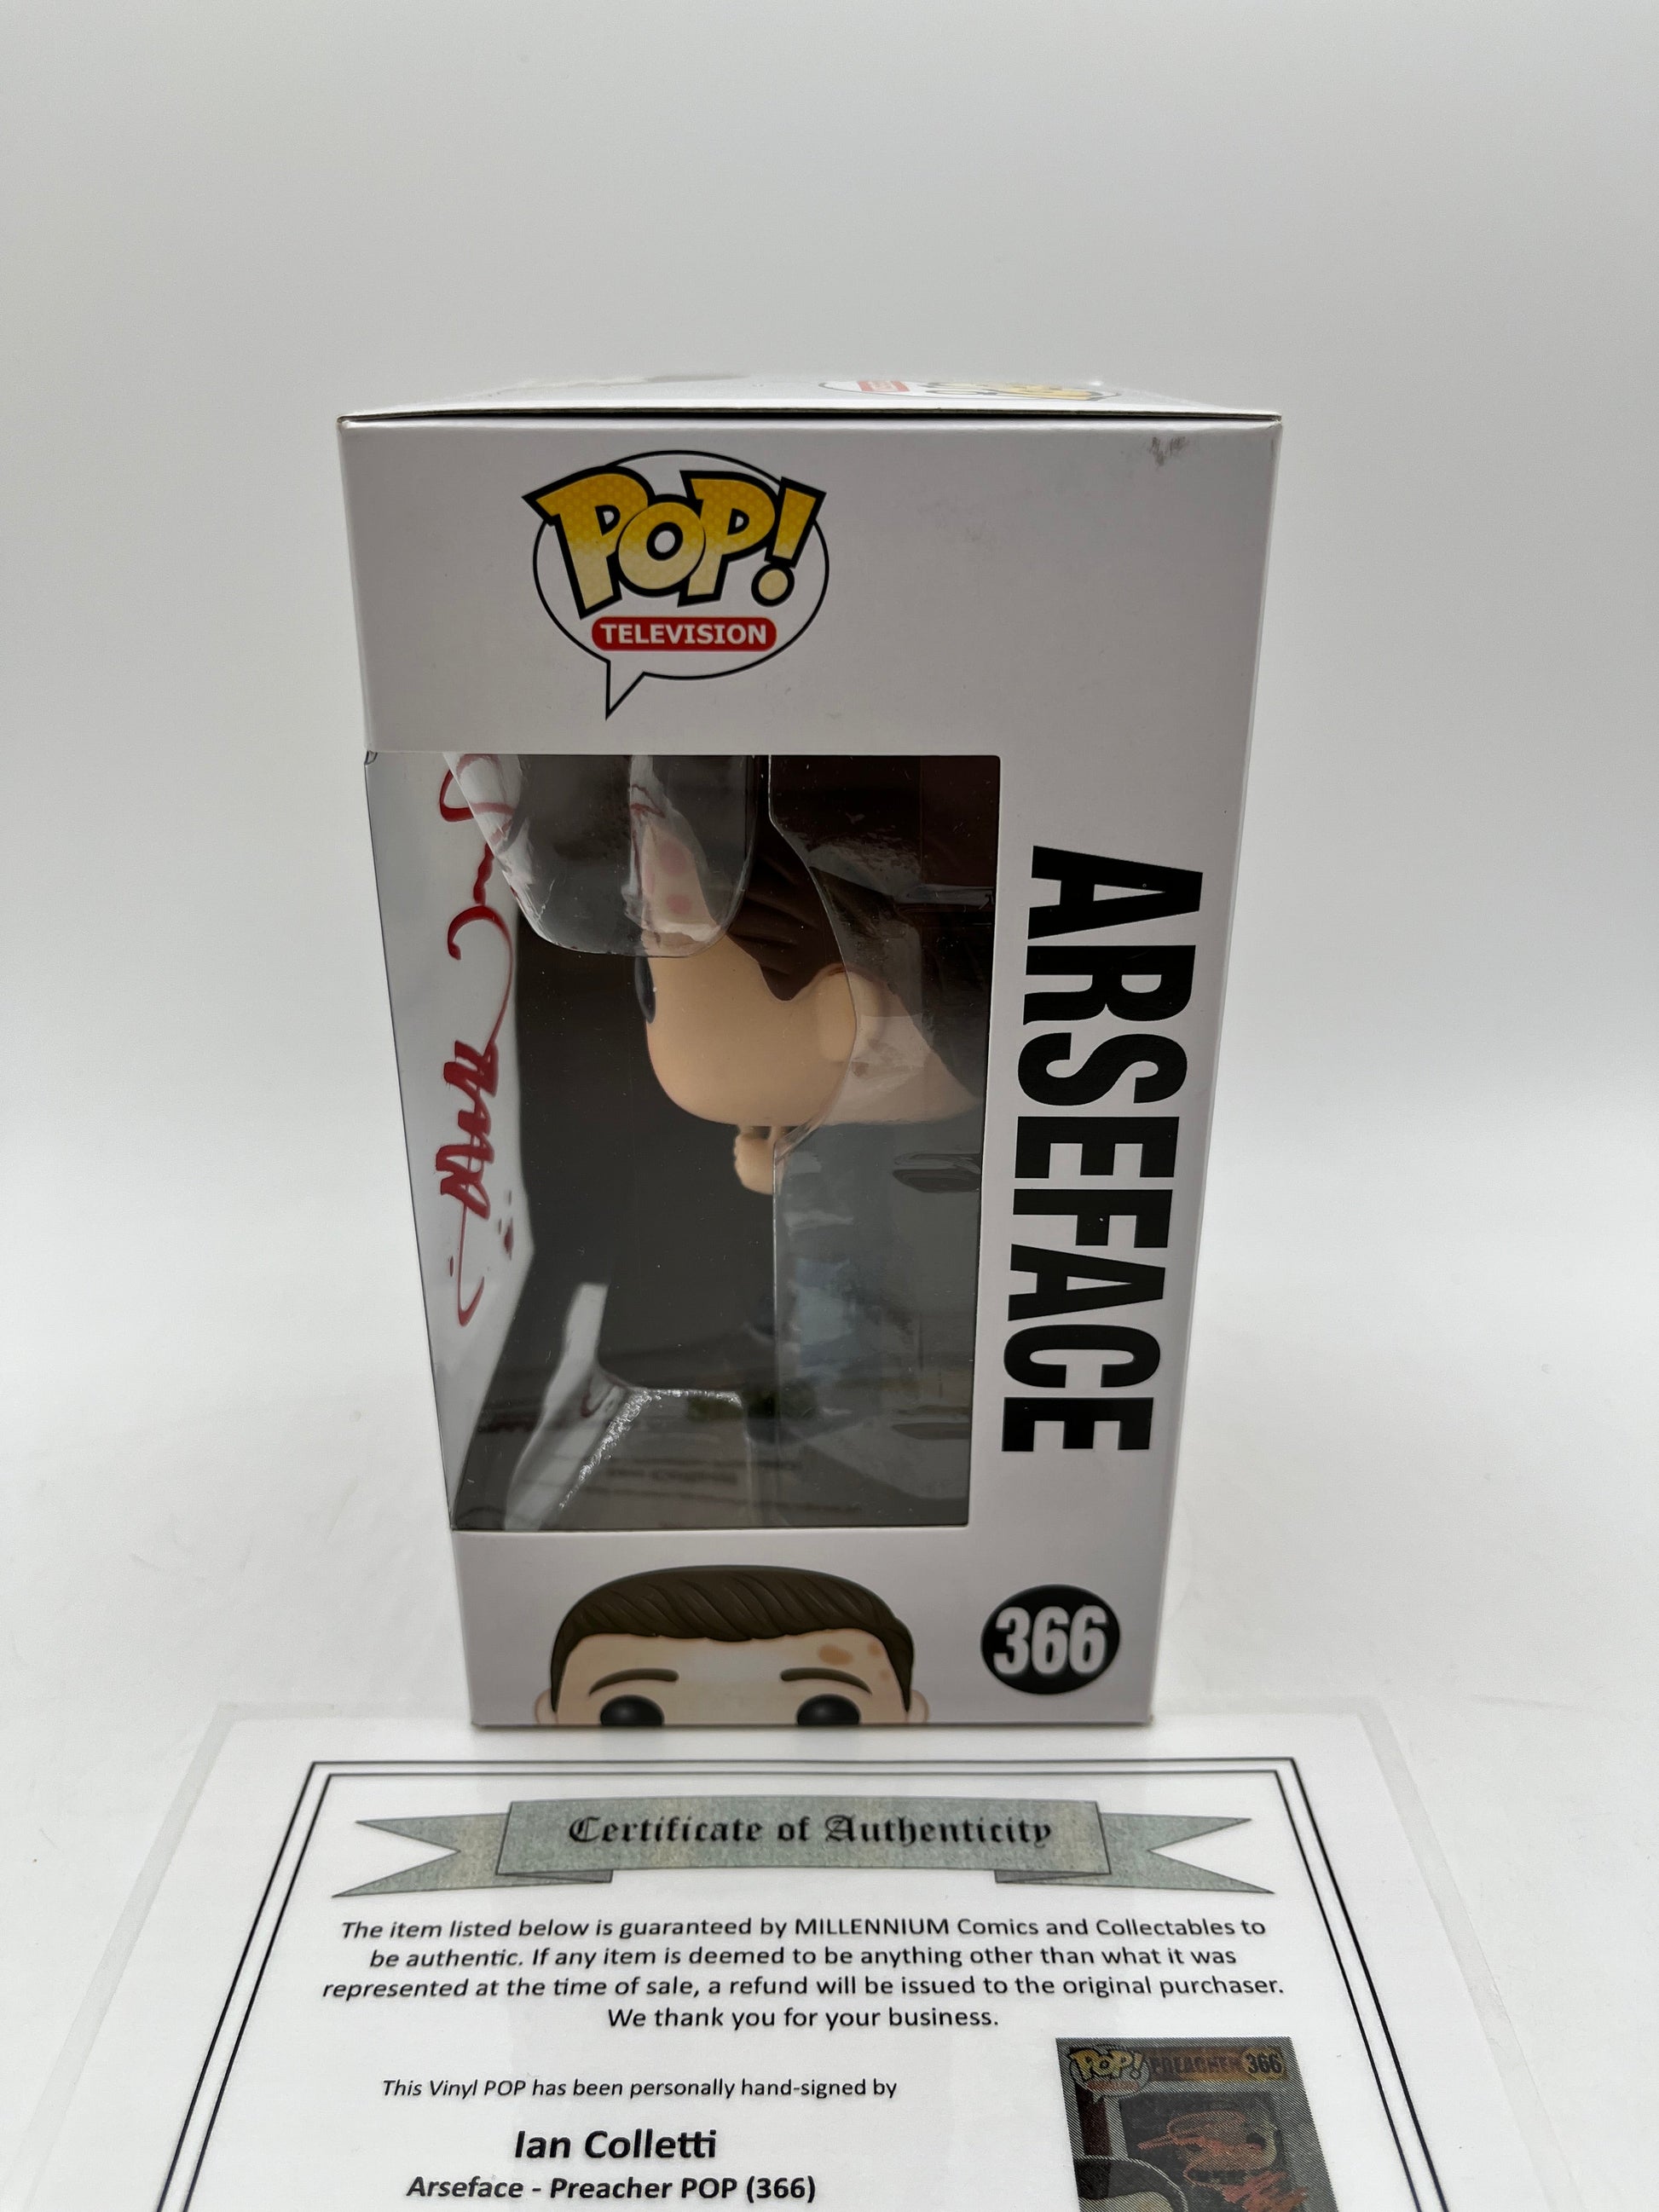 POP!
TELEVISION
ARSEFACE
366
Certificate of Authenticity
The item listed below is guaranteed by MILLENNIUM Comics and Collectables to
be authentic. If any item is deemed to be anything other than what it was
represented at the time of sale, a refund will be issued to the original purchaser.
We thank you for your business.
This Vinyl POP has been personally hand-signed by
Ian Colletti
Arseface - Preacher POP (366)
POP! PREACHER 366